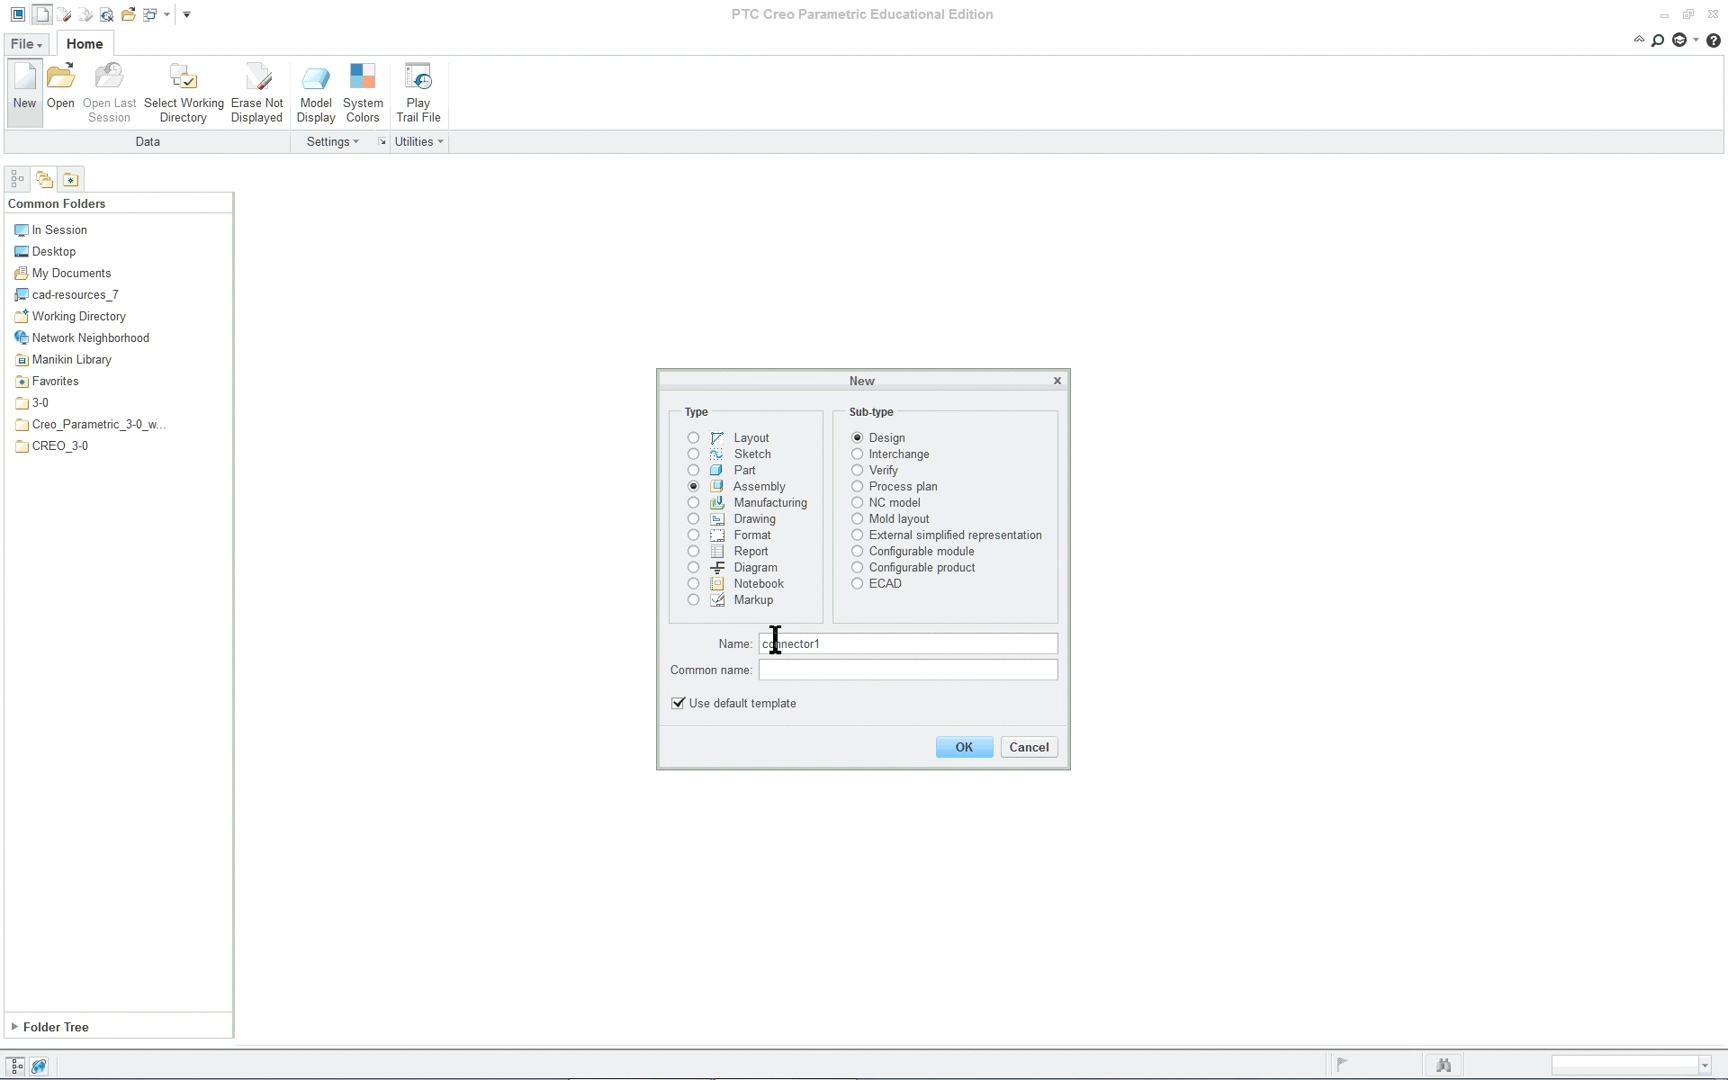 PTC Creo Parametric Educational Edition
File Home
New Open Open Last Session Select Working Directory Erase Not Displayed Model Display System Colors Play Trail File
Data Settings Utilities
Common Folders
In Session
Desktop
My Documents
cad-resources_7
Working Directory
Network Neighborhood
Manikin Library
Favorites
3-0
Creo_Parametric_3-0_w...
CREO_3-0
Folder Tree
New
Type Sub-type
Layout Design
Sketch Interchange
Part Verify
Assembly Process plan
Manufacturing NC model
Drawing Mold layout
Format External simplified representation
Report Configurable module
Diagram Configurable product
Notebook ECAD
Markup
Name: connector1
Common name:
Use default template
OK Cancel